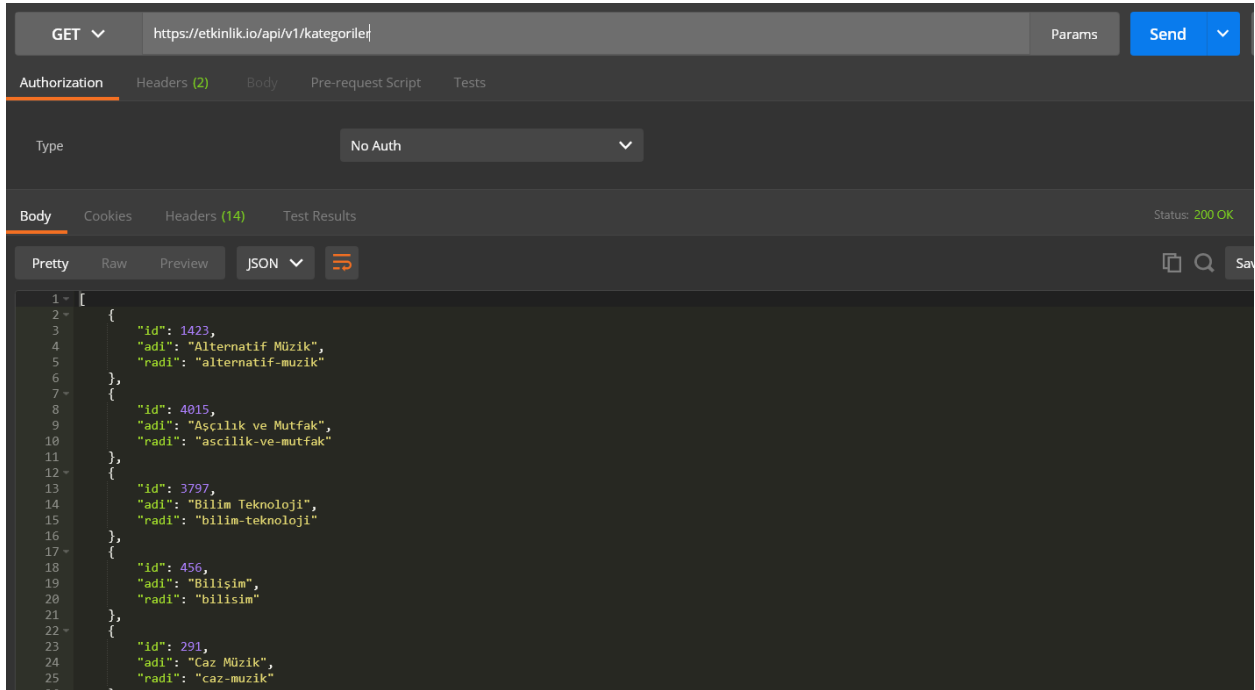 GET https://etkinlik.io/api/v1/kategoriler Params Send
Authorization Headers (2) Body Pre-request Script Tests
Type No Auth
Body Cookies Headers (14) Test Results Status: 200 OK
Pretty Raw Preview JSON Sav
1 [
2 {
3 "id": 1423,
4 "adi": "Alternatif Müzik",
5 "radi": "alternatif-muzik"
6 },
7 {
8 "id": 4015,
9 "adi": "Aşçılık ve Mutfak",
10 "radi": "ascilik-ve-mutfak"
11 },
12 {
13 "id": 3797,
14 "adi": "Bilim Teknoloji",
15 "radi": "bilim-teknoloji"
16 },
17 {
18 "id": 456,
19 "adi": "Bilişim",
20 "radi": "bilisim"
21 },
22 {
23 "id": 291,
24 "adi": "Caz Müzik",
25 "radi": "caz-muzik"